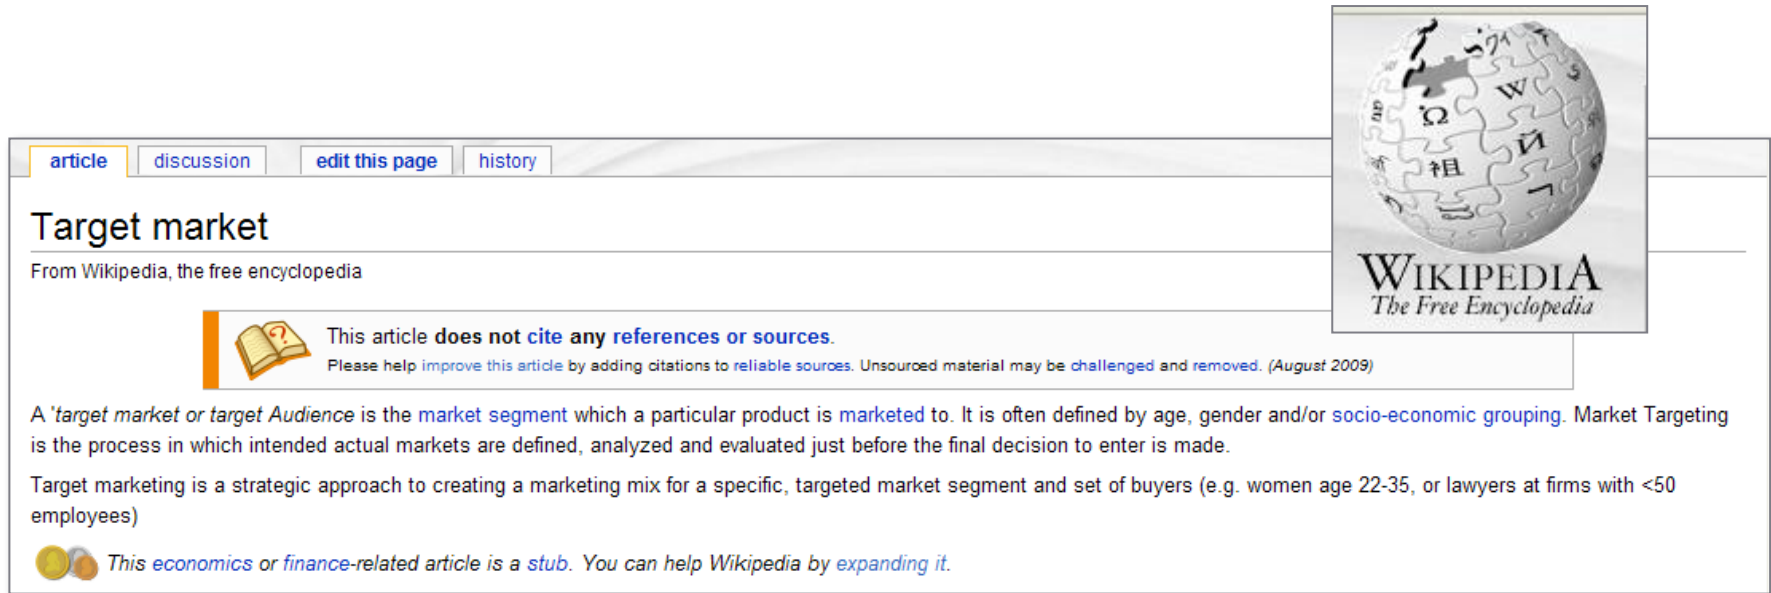 article discussion edit this page history
Target market
From Wikipedia, the free encyclopedia
WIKIPEDIA
The Free Encyclopedia
This article does not cite any references or sources.
Please help improve this article by adding citations to reliable sources. Unsourced material may be challenged and removed. (August 2009)
A 'target market or target Audience is the market segment which a particular product is marketed to. It is often defined by age, gender and/or socio-economic grouping. Market Targeting
is the process in which intended actual markets are defined, analyzed and evaluated just before the final decision to enter is made.
Target marketing is a strategic approach to creating a marketing mix for a specific, targeted market segment and set of buyers (e.g. women age 22-35, or lawyers at firms with <50
employees)
This economics or finance-related article is a stub. You can help Wikipedia by expanding it.